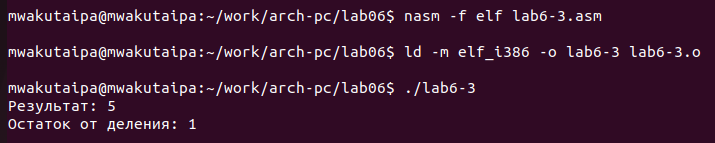 mwakutaipa@mwakutaipa:~/work/arch-pc/lab06$ nasm -f elf lab6-3.asm
mwakutaipa@mwakutaipa:~/work/arch-pc/lab06$ ld -m elf_i386 -o lab6-3 lab6-3.o
mwakutaipa@mwakutaipa:~/work/arch-pc/lab06$ ./lab6-3
Результат: 5
Остаток от деления: 1